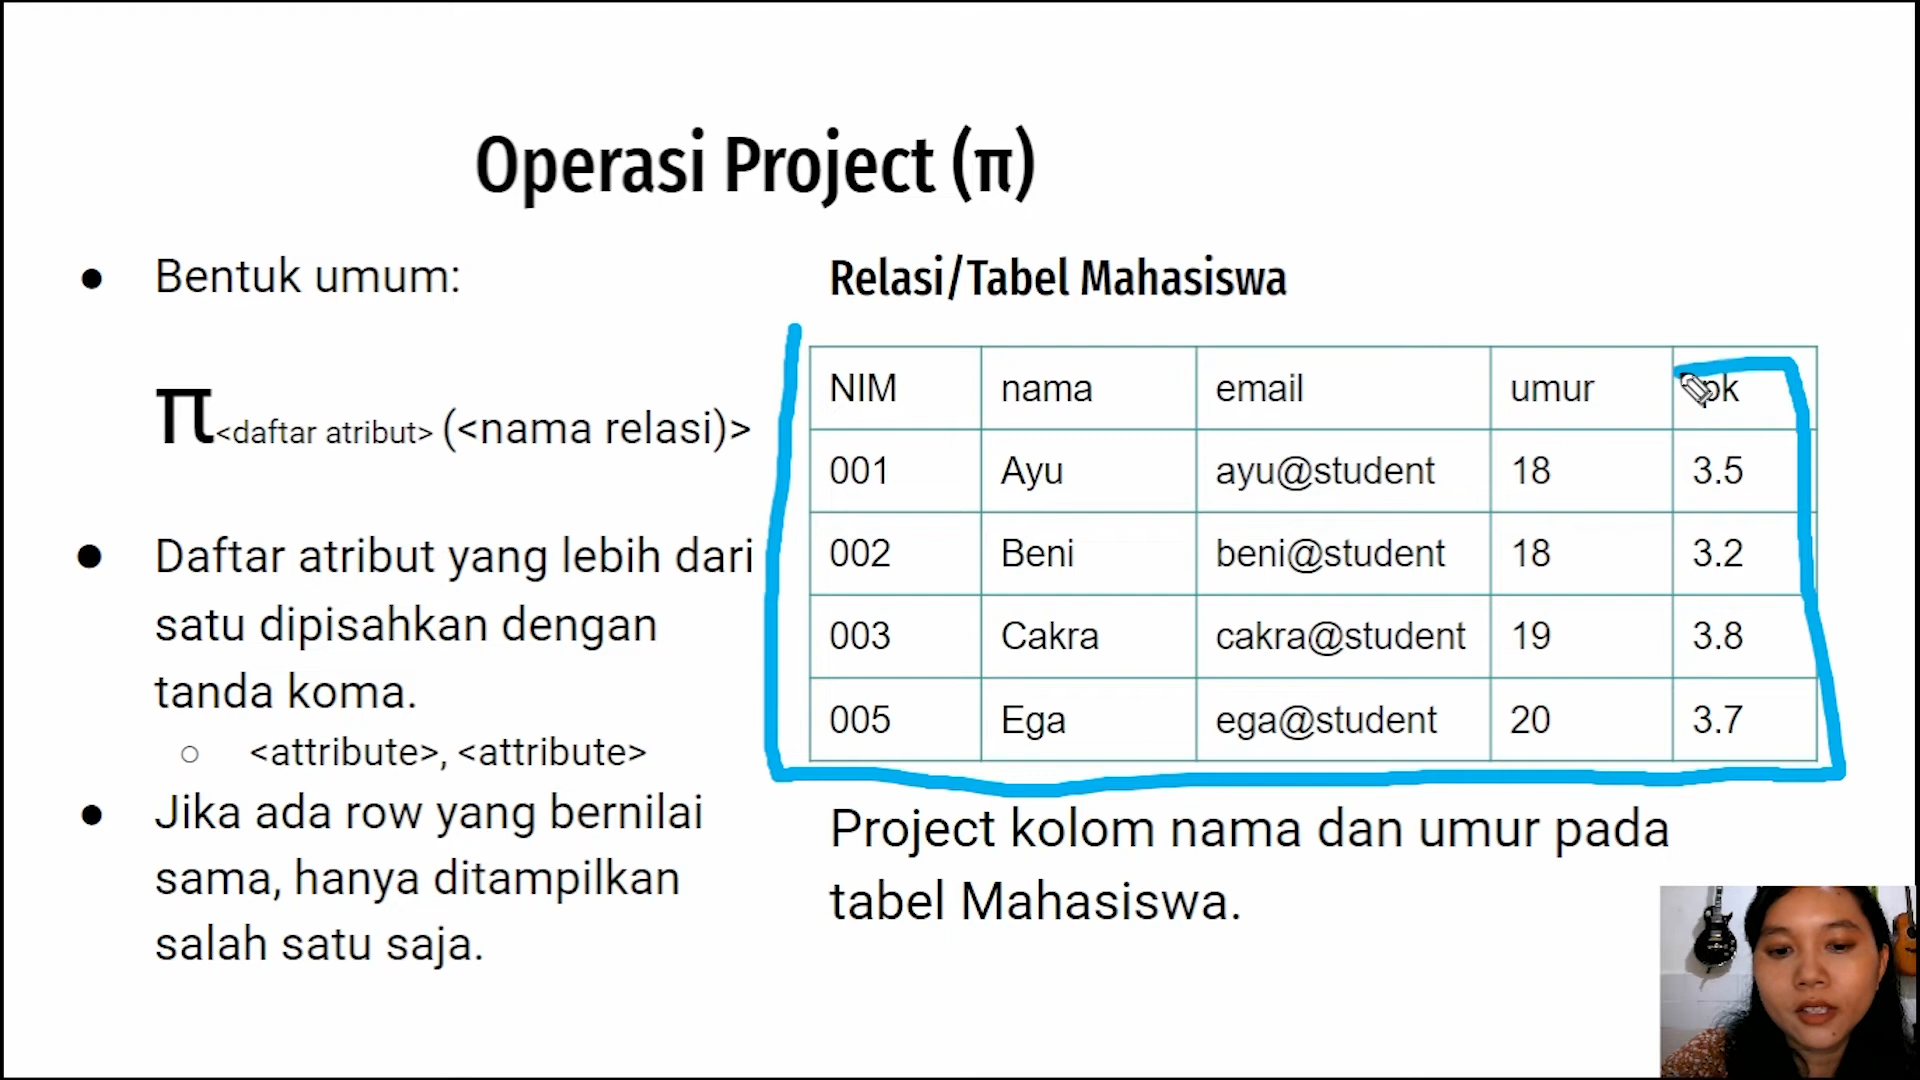 Operasi Project (π)
● Bentuk umum:
π<daftar atribut> (<nama relasi)>
● Daftar atribut yang lebih dari
satu dipisahkan dengan
tanda koma.
○ <attribute>, <attribute>
● Jika ada row yang bernilai
sama, hanya ditampilkan
salah satu saja.
Relasi/Tabel Mahasiswa
NIM nama email umur
001 Ayu ayu@student 18 3.5
002 Beni beni@student 18 3.2
003 Cakra cakra@student 19 3.8
005 Ega ega@student 20 3.7
Project kolom nama dan umur pada
tabel Mahasiswa.